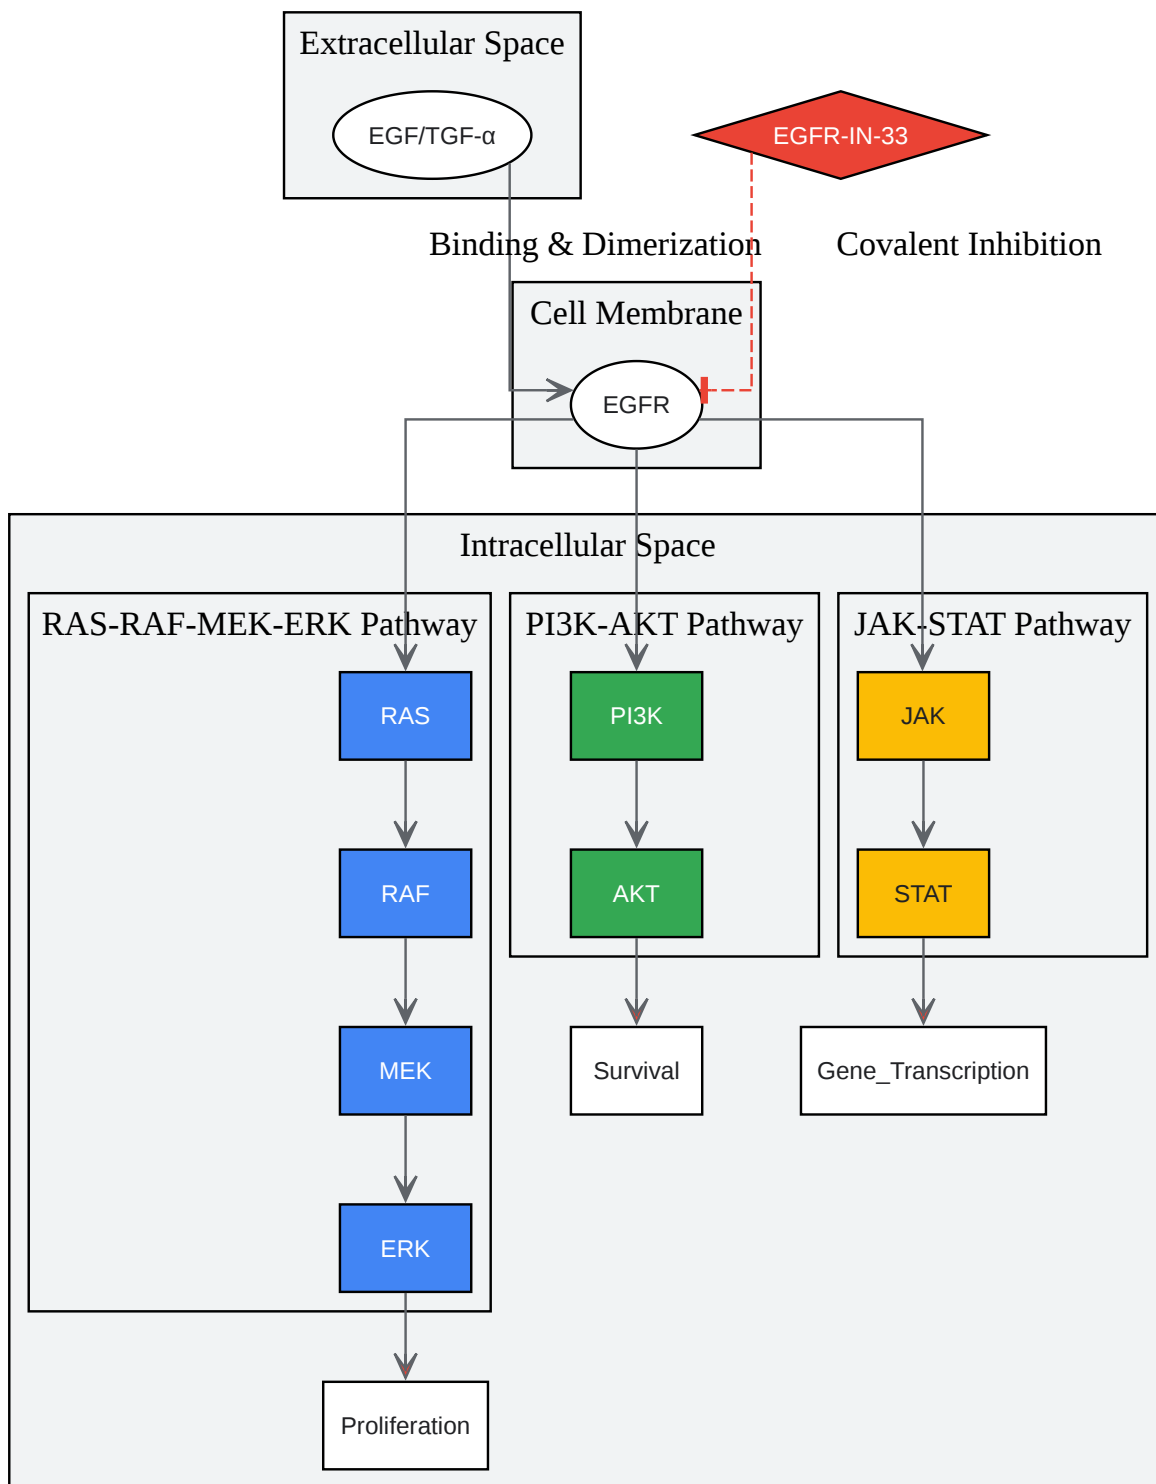 Extracellular Space
EGF/TGF-α
EGFR-IN-33
Binding & Dimerization
Covalent Inhibition
Cell Membrane
EGFR
Intracellular Space
RAS-RAF-MEK-ERK Pathway
PI3K-AKT Pathway
JAK-STAT Pathway
RAS
PI3K
JAK
RAF
AKT
STAT
MEK
Survival
Gene_Transcription
ERK
Proliferation